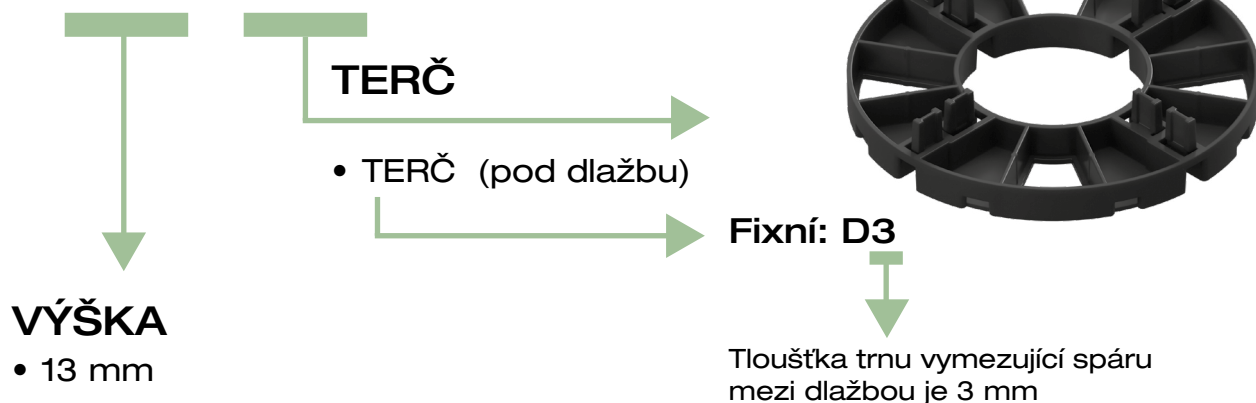 TERČ
• TERČ (pod dlažbu)
Fixní: D3
VÝŠKA
• 13 mm
Tloušťka trnu vymezující spáru
mezi dlažbou je 3 mm